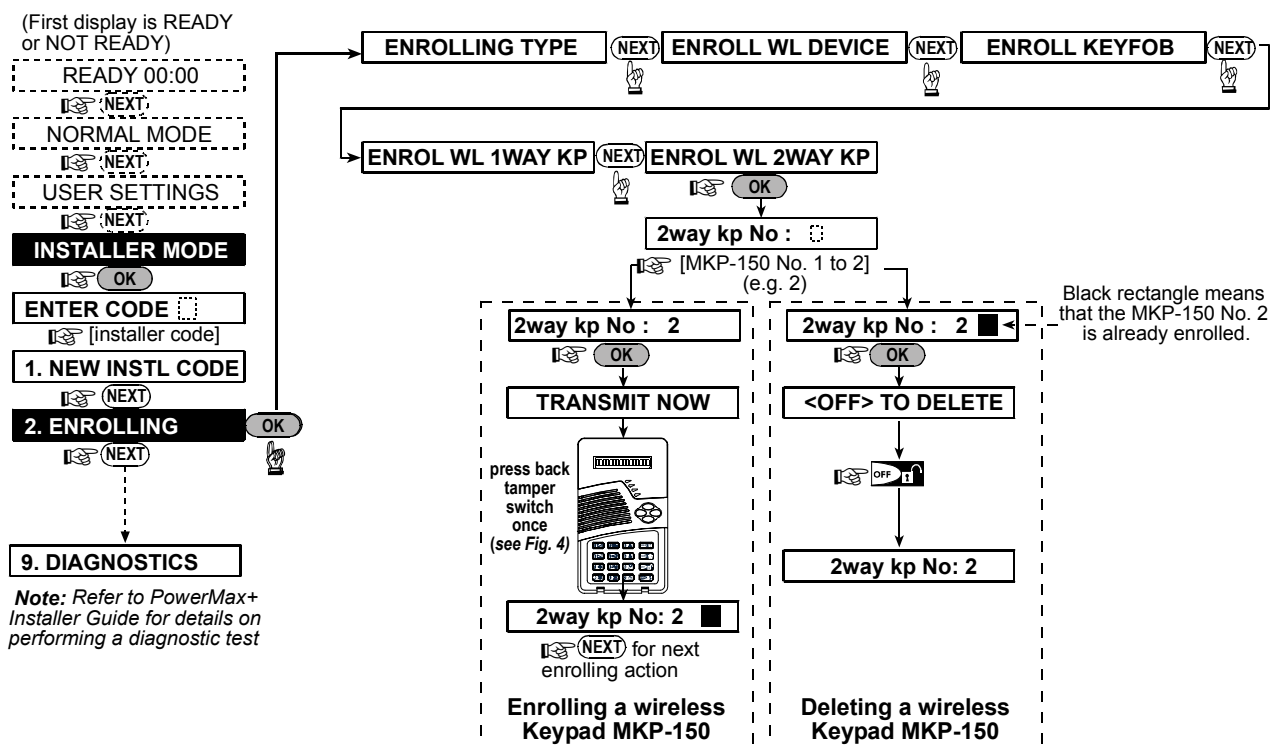 (First display is READY
or NOT READY)
READY 00:00
NEXT
NORMAL MODE
NEXT
USER SETTINGS
NEXT
INSTALLER MODE
OK
ENTER CODE
[installer code]
1. NEW INSTL CODE
NEXT
2. ENROLLING
OK
NEXT
9. DIAGNOSTICS
Note: Refer to PowerMax+
Installer Guide for details on
performing a diagnostic test
ENROLLING TYPE
NEXT
ENROLL WL DEVICE
NEXT
ENROLL KEYFOB
NEXT
ENROL WL 1WAY KP
NEXT
ENROL WL 2WAY KP
OK
2way kp No :
[MKP-150 No. 1 to 2]
(e.g. 2)
2way kp No : 2
OK
TRANSMIT NOW
press back
tamper
switch
once
(see Fig. 4)
2way kp No: 2
NEXT for next
enrolling action
Enrolling a wireless
Keypad MKP-150
2way kp No : 2
Black rectangle means
that the MKP-150 No. 2
is already enrolled.
OK
<OFF> TO DELETE
OFF
2way kp No: 2
Deleting a wireless
Keypad MKP-150